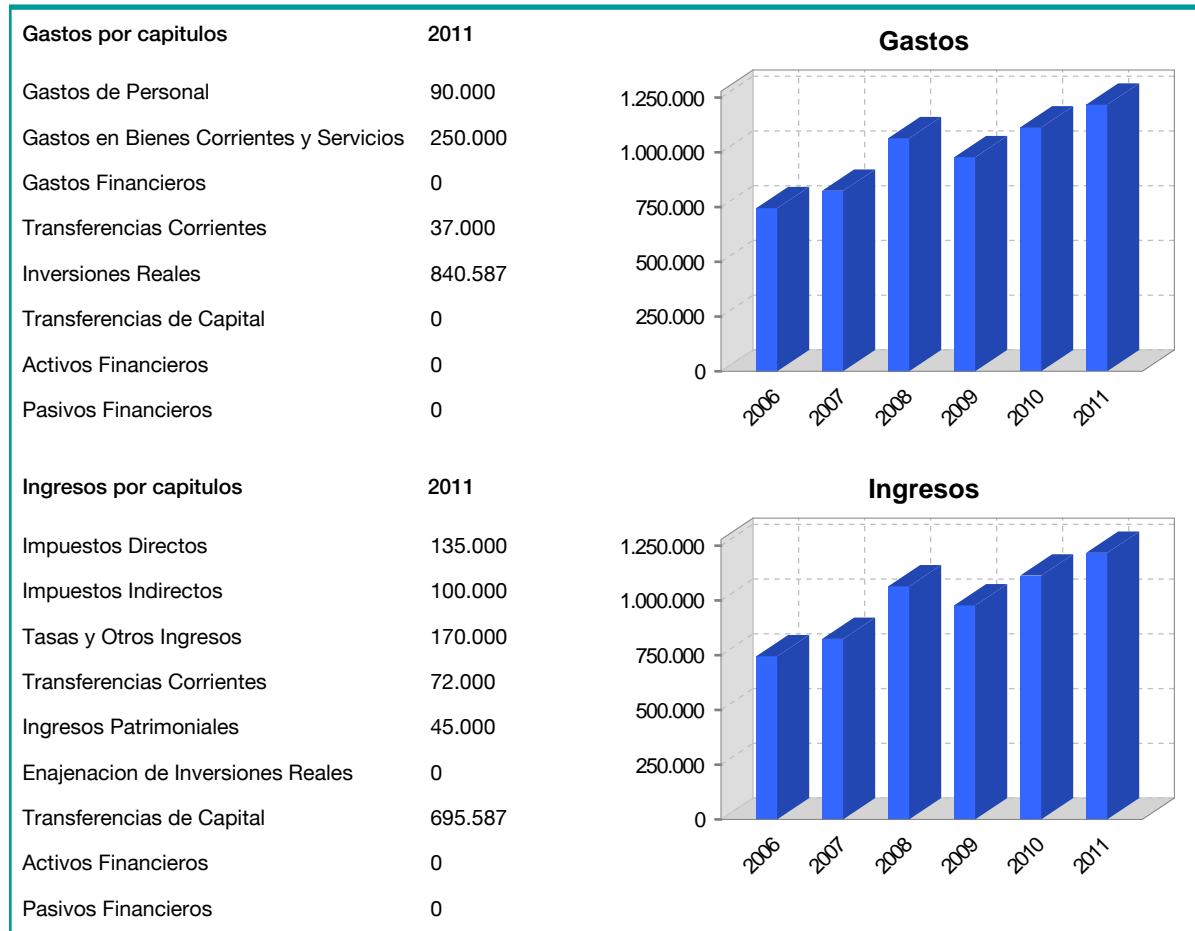 Gastos por capitulos 2011
Gastos de Personal 90.000
Gastos en Bienes Corrientes y Servicios 250.000
Gastos Financieros 0
Transferencias Corrientes 37.000
Inversiones Reales 840.587
Transferencias de Capital 0
Activos Financieros 0
Pasivos Financieros 0
Gastos
1.250.000
1.000.000
750.000
500.000
250.000
0
2006 2007 2008 2009 2010 2011
Ingresos por capitulos 2011
Impuestos Directos 135.000
Impuestos Indirectos 100.000
Tasas y Otros Ingresos 170.000
Transferencias Corrientes 72.000
Ingresos Patrimoniales 45.000
Enajenacion de Inversiones Reales 0
Transferencias de Capital 695.587
Activos Financieros 0
Pasivos Financieros 0
Ingresos
1.250.000
1.000.000
750.000
500.000
250.000
0
2006 2007 2008 2009 2010 2011